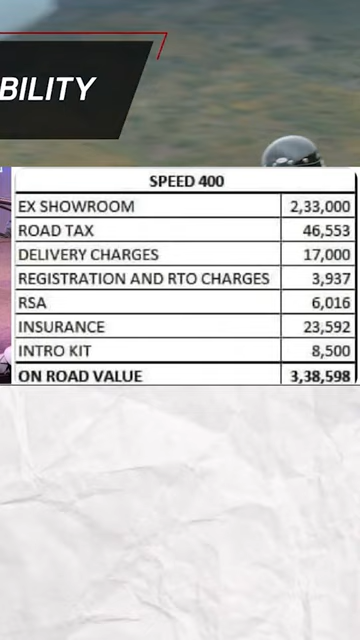 BILITY
SPEED 400
EX SHOWROOM 2,33,000
ROAD TAX 46,553
DELIVERY CHARGES 17,000
REGISTRATION AND RTO CHARGES 3,937
RSA 6,016
INSURANCE 23,592
INTRO KIT 8,500
ON ROAD VALUE 3,38,598